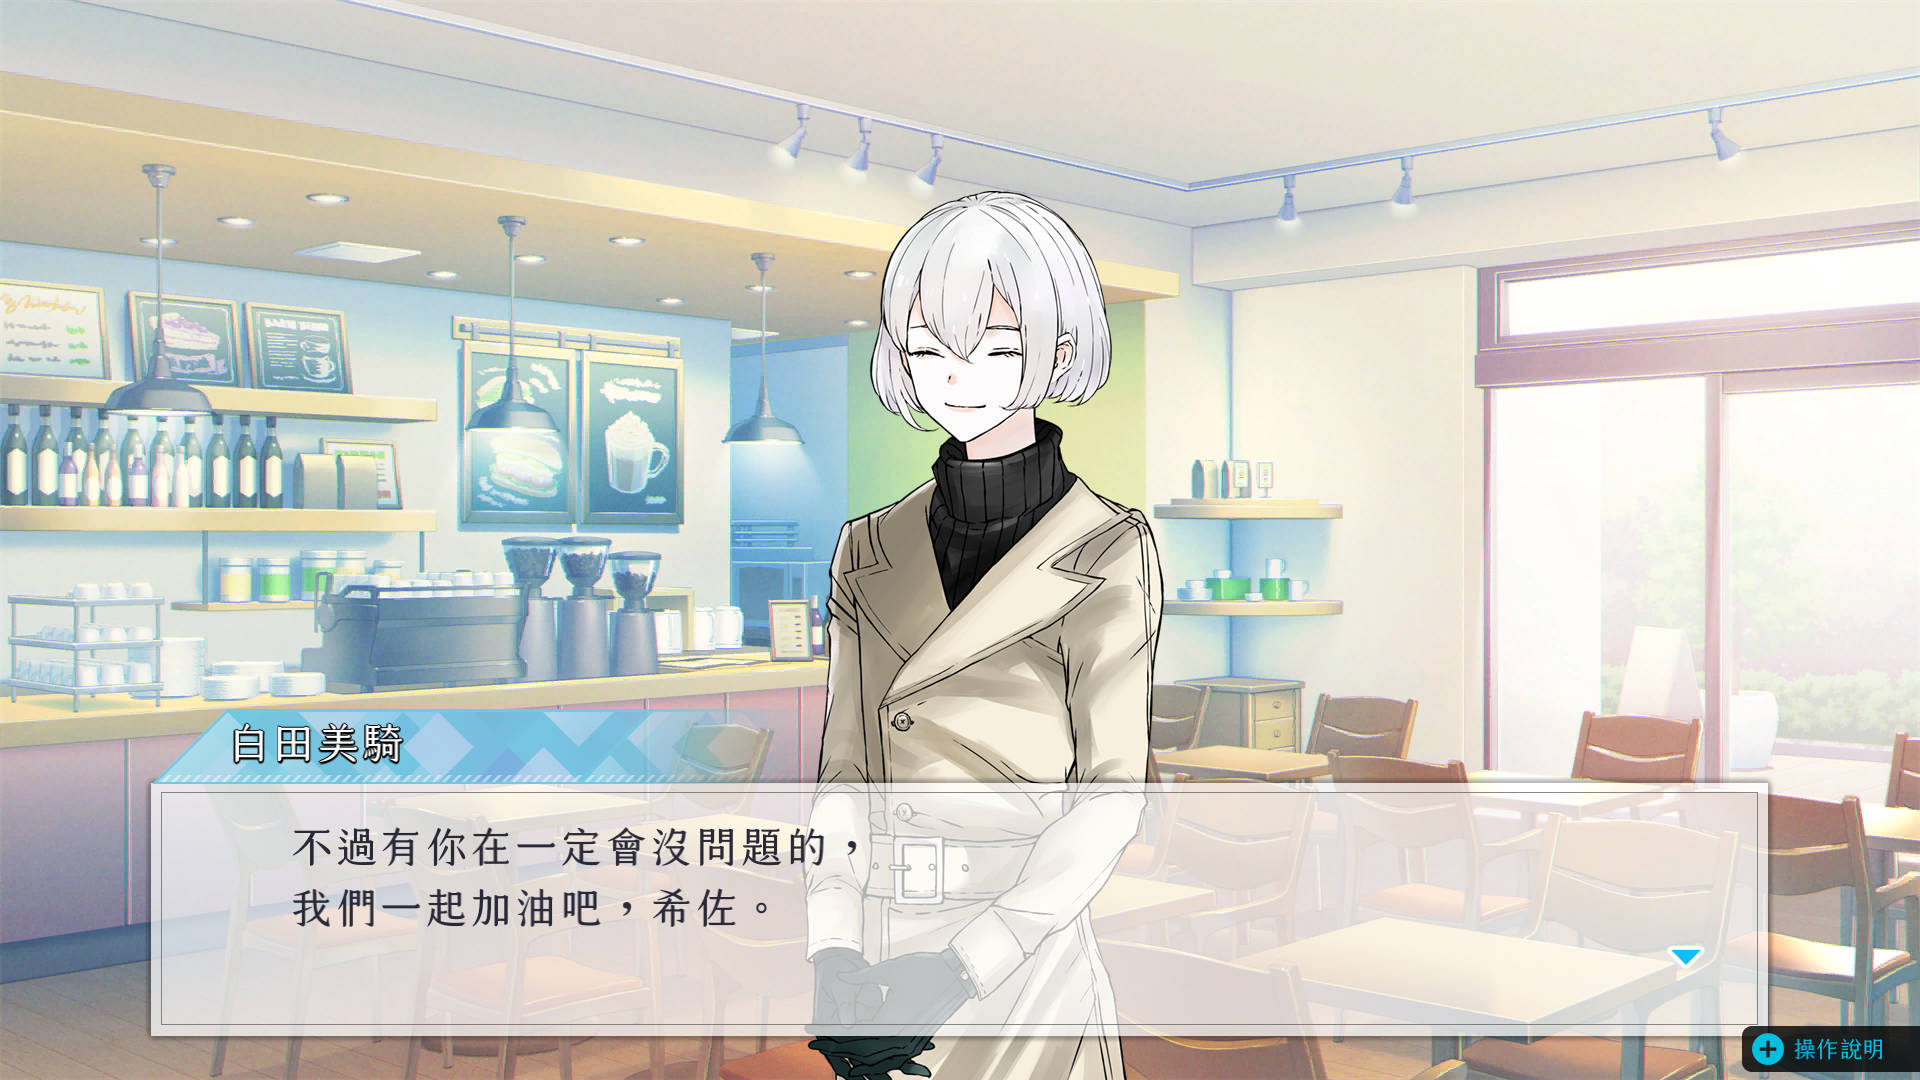 白田美騎
不過有你在一定會沒問題的，
我們一起加油吧，希佐。
操作說明